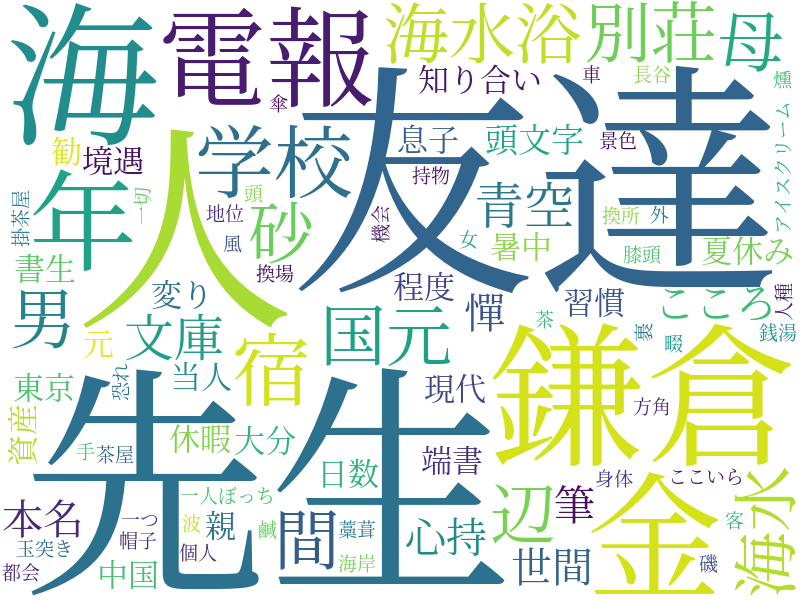 海
電報
海水浴
別荘
母
傘
知り合い
車
長谷
燻
人
友達
勧
境遇
学校
息子
頭文字
景色
アイスクリーム
年
一切
頭
持物
掛茶屋
地位
砂
機会
青空
換所
外
風
女
暑中
膝頭
夏休み
書生
換場
程度
男
変り
憚
習慣
こころ
人種
元
文庫
宿
国元
茶
裏
銭湯
畷
東京
恐れ
当人
先生
現代
鎌倉
方角
資産
手
茶屋
休暇
大分
日数
端書
身体
ここいら
一人ぼっち
筆
金
海水
本名
一つ
波
親
鹹
間
藁葺
心持
辺
客
玉突き
帽子
個人
都会
中国
海岸
世間
磯